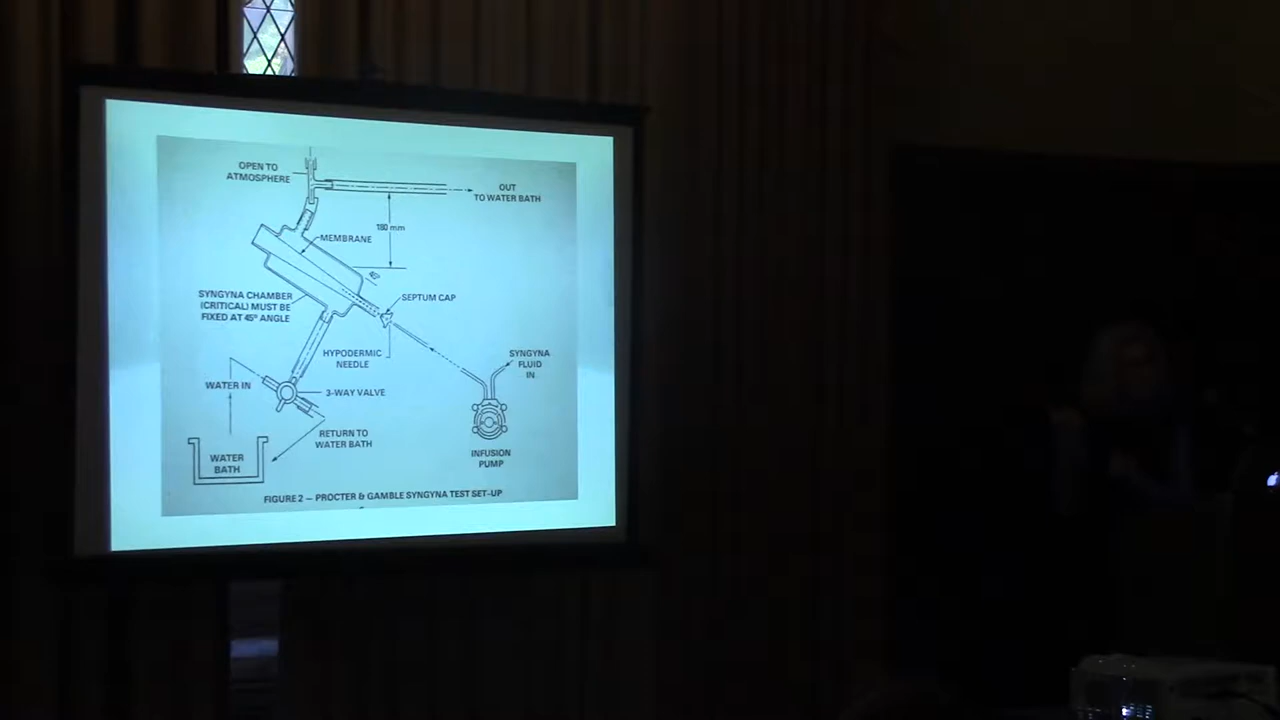 OPEN TO
ATMOSPHERE
OUT
TO WATER BATH
180 mm
MEMBRANE
45°
SYNGYNA CHAMBER
(CRITICAL) MUST BE
FIXED AT 45° ANGLE
SEPTUM CAP
HYPODERMIC
NEEDLE
SYNGYNA
FLUID
IN
WATER IN
3-WAY VALVE
RETURN TO
WATER BATH
WATER
BATH
INFUSION
PUMP
FIGURE 2 – PROCTER & GAMBLE SYNGYNA TEST SET-UP